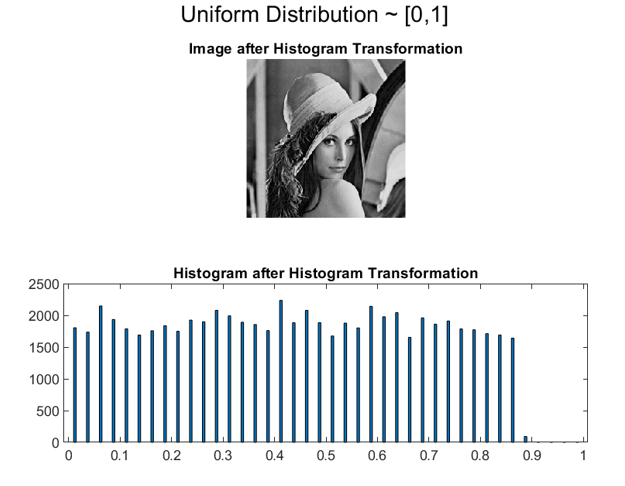 Uniform Distribution ~ [0,1]
Image after Histogram Transformation
Histogram after Histogram Transformation
2500
2000
1500
1000
500
0
0 0.1 0.2 0.3 0.4 0.5 0.6 0.7 0.8 0.9 1